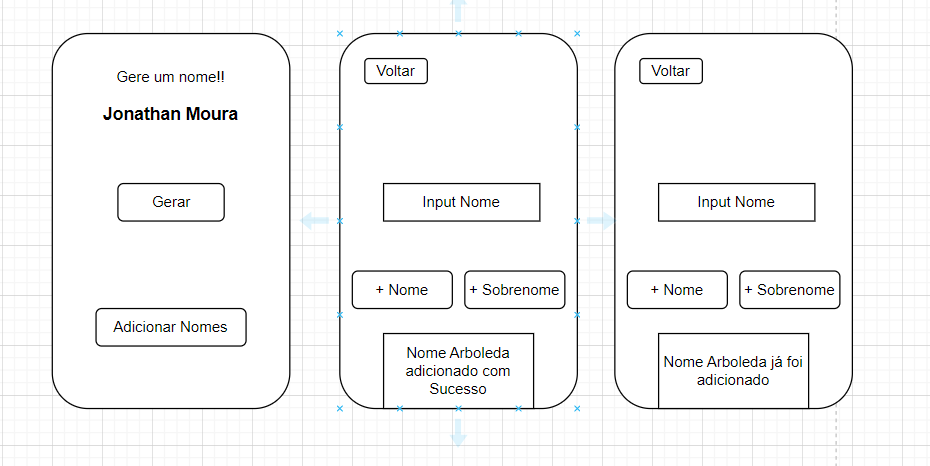 Gere um nome!!
Jonathan Moura
Gerar
Adicionar Nomes
Voltar
Input Nome
+ Nome
+ Sobrenome
Nome Arboleda
adicionado com
Sucesso
Voltar
Input Nome
+ Nome
+ Sobrenome
Nome Arboleda já foi
adicionado